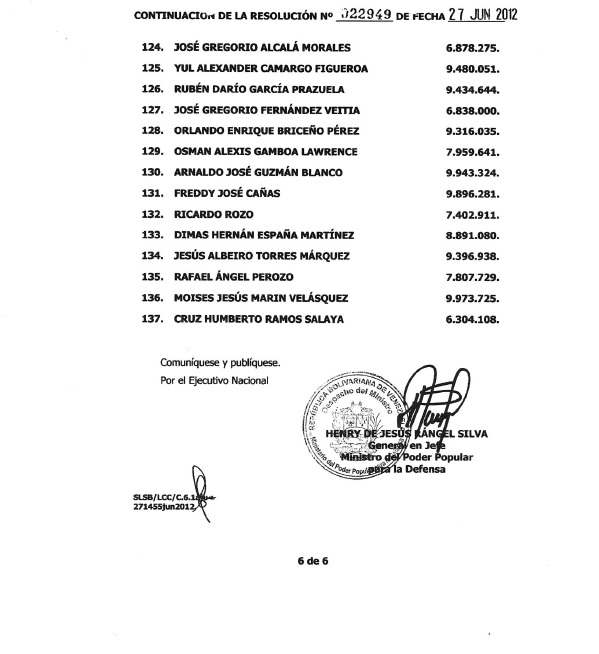 CONTINUACION DE LA RESOLUCIÓN Nº 022949 DE FECHA 27 JUN 2012
124. JOSÉ GREGORIO ALCALÁ MORALES 6.878.275.
125. YUL ALEXANDER CAMARGO FIGUEROA 9.480.051.
126. RUBÉN DARÍO GARCÍA PRAZUELA 9.434.644.
127. JOSÉ GREGORIO FERNÁNDEZ VEITIA 6.838.000.
128. ORLANDO ENRIQUE BRICEÑO PÉREZ 9.316.035.
129. OSMAN ALEXIS GAMBOA LAWRENCE 7.959.641.
130. ARNALDO JOSÉ GUZMÁN BLANCO 9.943.324.
131. FREDDY JOSÉ CAÑAS 9.896.281.
132. RICARDO ROZO 7.402.911.
133. DIMAS HERNÁN ESPAÑA MARTÍNEZ 8.891.080.
134. JESÚS ALBEIRO TORRES MÁRQUEZ 9.396.938.
135. RAFAEL ÁNGEL PEROZO 7.807.729.
136. MOISES JESÚS MARIN VELÁSQUEZ 9.973.725.
137. CRUZ HUMBERTO RAMOS SALAYA 6.304.108.
Comuníquese y publíquese.
Por el Ejecutivo Nacional
REPÚBLICA BOLIVARIANA DE
Despacho del Ministro
Ministerio del Poder
HENRY DE JESÚS RANGEL SILVA
General en Jefe
Ministro del Poder Popular
para la Defensa
SLSB/LCC/C.6.
271455jun2012
6 de 6